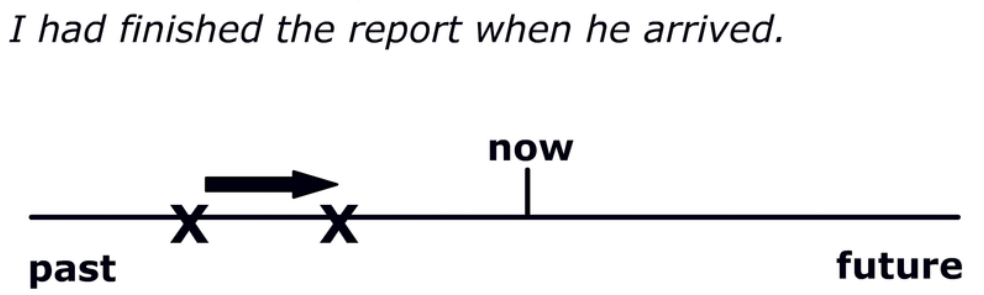 I had finished the report when he arrived.
now
X X
past future